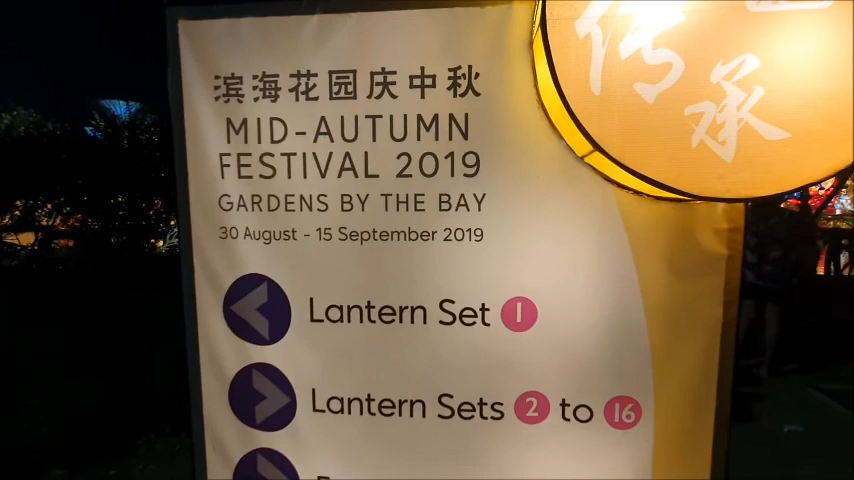 滨海花园庆中秋
MID-AUTUMN
FESTIVAL 2019
GARDENS BY THE BAY
30 August - 15 September 2019
Lantern Set 1
Lantern Sets 2 to 16
传
承